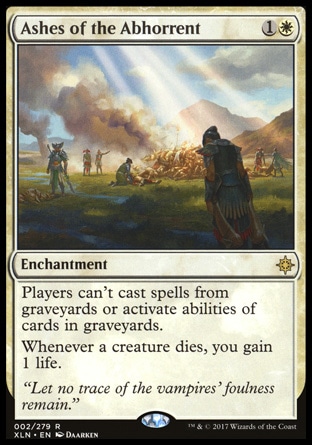 Ashes of the Abhorrent 1
Enchantment
Players can't cast spells from
graveyards or activate abilities of
cards in graveyards.
Whenever a creature dies, you gain
1 life.
"Let no trace of the vampires' foulness
remain."
002/279 R
XLN • EN Daarken
™ & © 2017 Wizards of the Coast